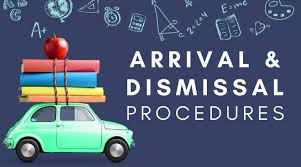 ARRIVAL &
DISMISSAL
PROCEDURES